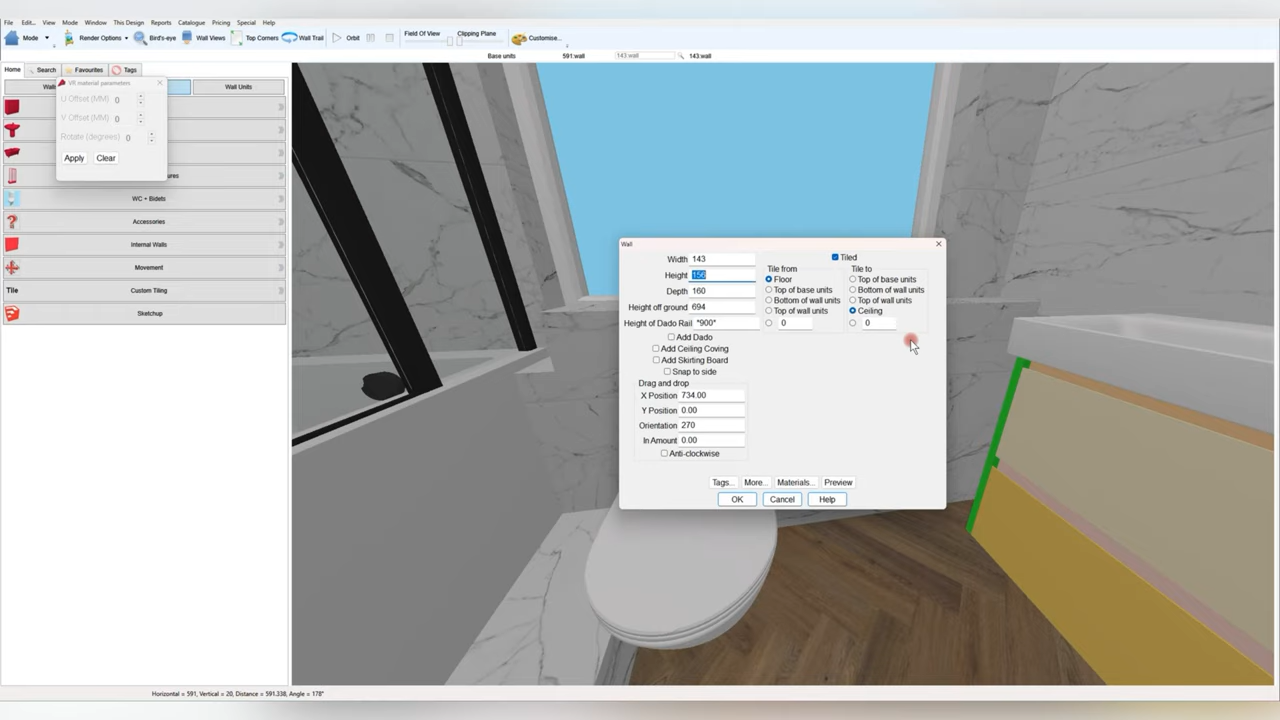 File Edit... View Mode Window This Design Reports Catalogue Pricing Special Help
Mode Render Options Bird's-eye Wall Views Top Corners Wall Trail Orbit Field Of View Clipping Plane Customise...
Base units 591:wall 143:wall 143:wall
Home Search Favourites Tags
Wall Units
VR material parameters
U Offset (MM) 0
V Offset (MM) 0
Rotate (degrees) 0
Apply Clear
WC + Bidets
Accessories
Internal Walls
Movement
Tile Custom Tiling
Sketchup
Wall
Width 143
Height 156
Depth 160
Height off ground 694
Height of Dado Rail *900*
Add Dado
Add Ceiling Coving
Add Skirting Board
Snap to side
Drag and drop
X Position 734.00
Y Position 0.00
Orientation 270
In Amount 0.00
Anti-clockwise
Tiled
Tile from
Floor
Top of base units
Bottom of wall units
Top of wall units
0
Tile to
Top of base units
Bottom of wall units
Top of wall units
Ceiling
0
Tags... More... Materials... Preview
OK Cancel Help
Horizontal = 591, Vertical = 20, Distance = 591.338, Angle = 178°